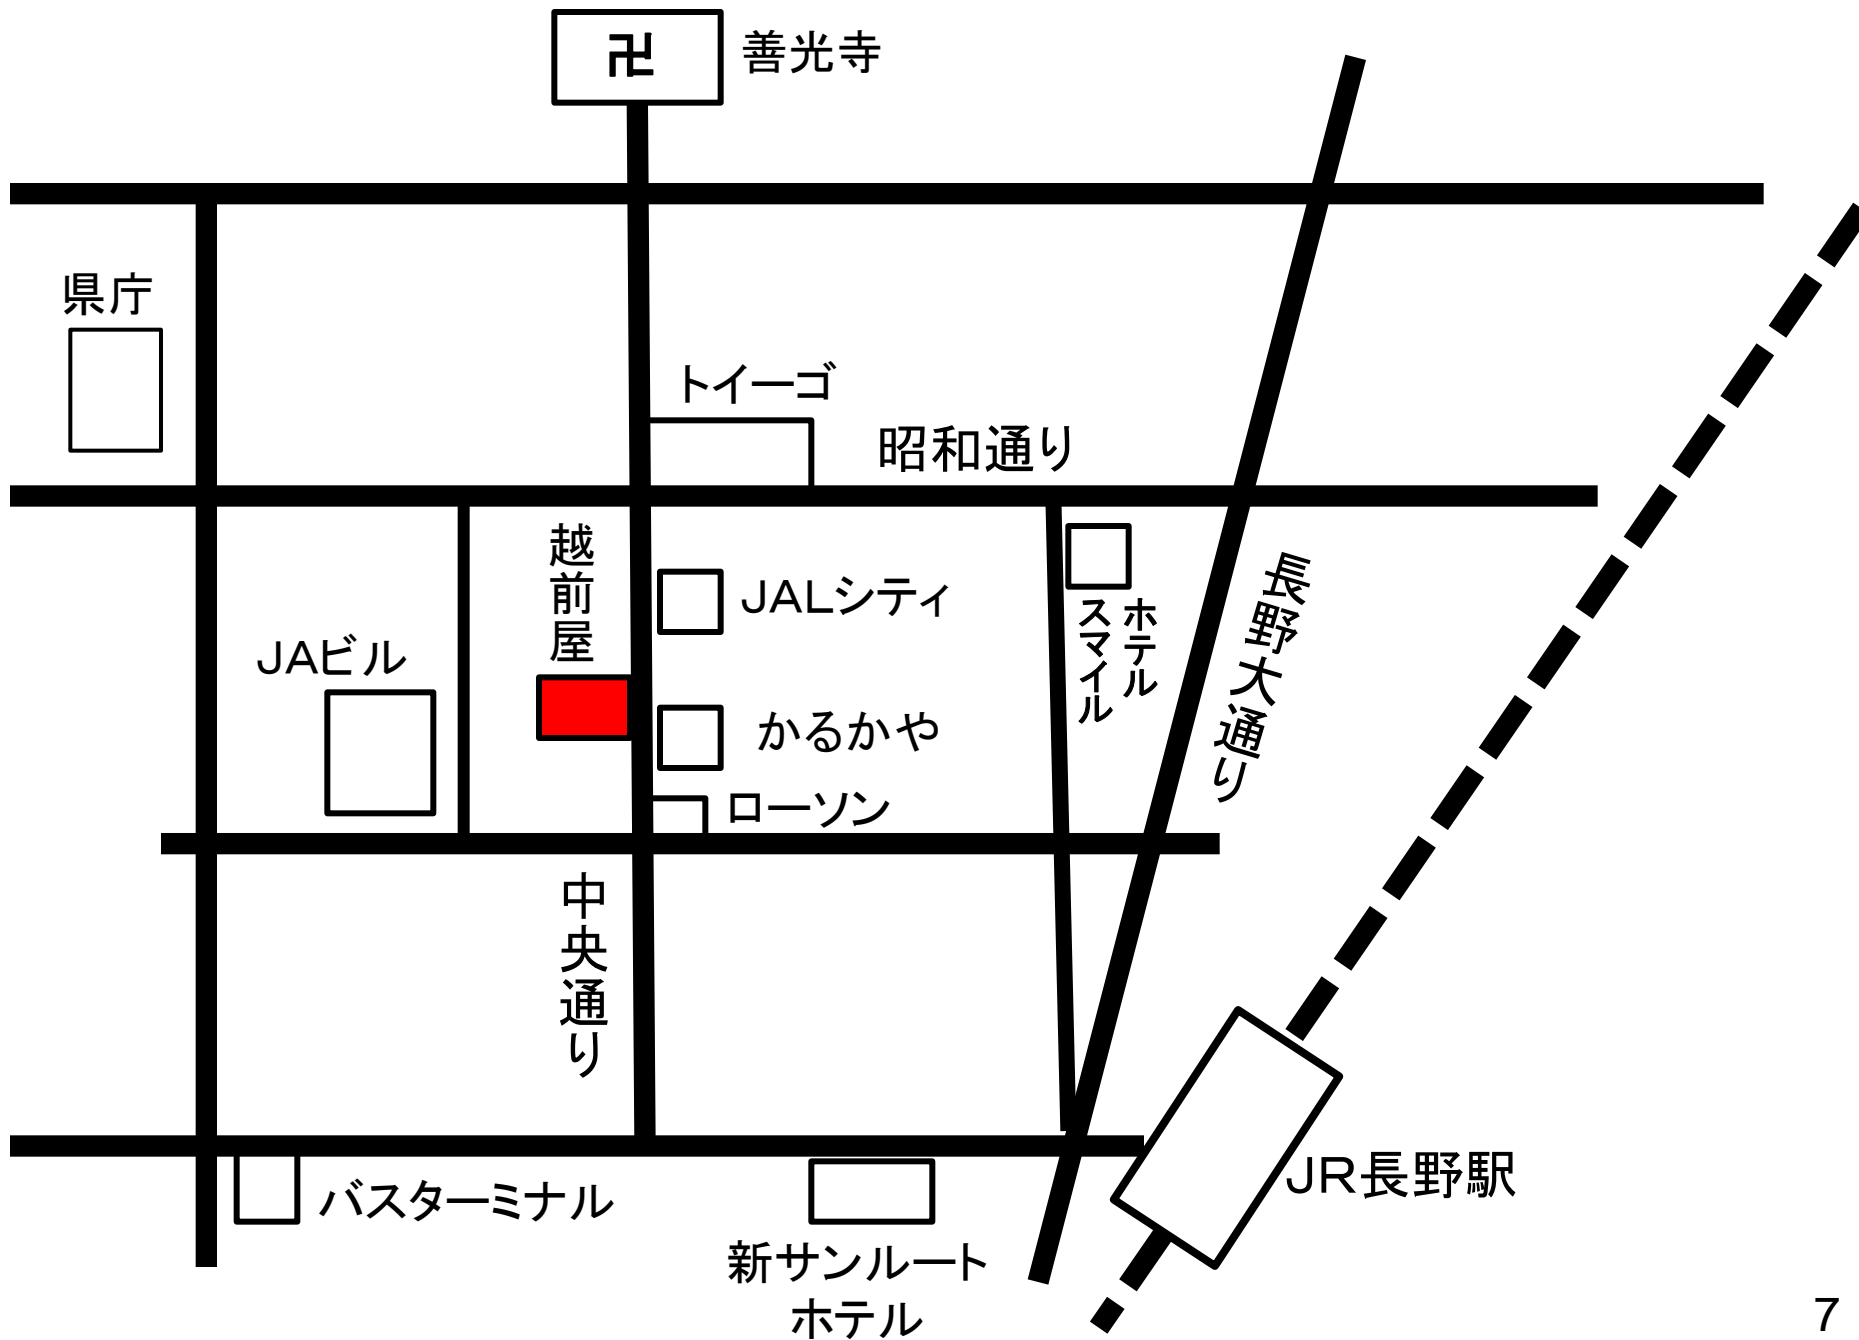 卍
善光寺
県庁
トイーゴ
昭和通り
越前屋
JALシティ
ホテル
スマイル
長野大通り
JAビル
かるかや
ローソン
中央通り
バスターミナル
JR長野駅
新サンルート
ホテル
7